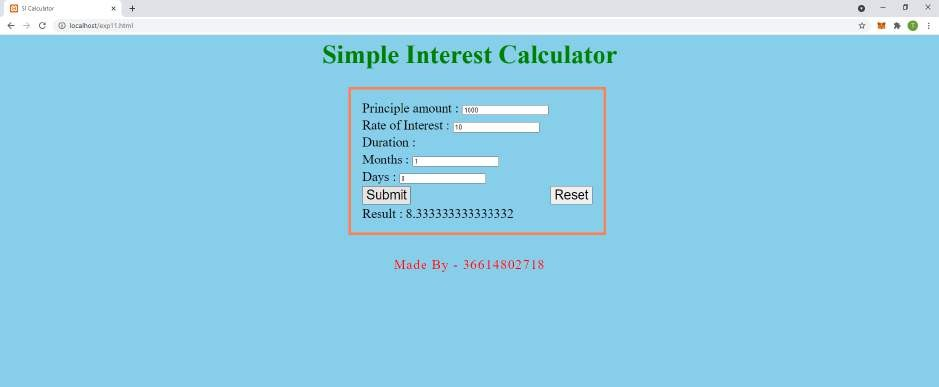 SI Calculator
localhost/exp11.html
T
Simple Interest Calculator
Principle amount : 1000
Rate of Interest : 10
Duration :
Months : 1
Days :
Submit Reset
Result : 8.333333333333332
Made By - 36614802718